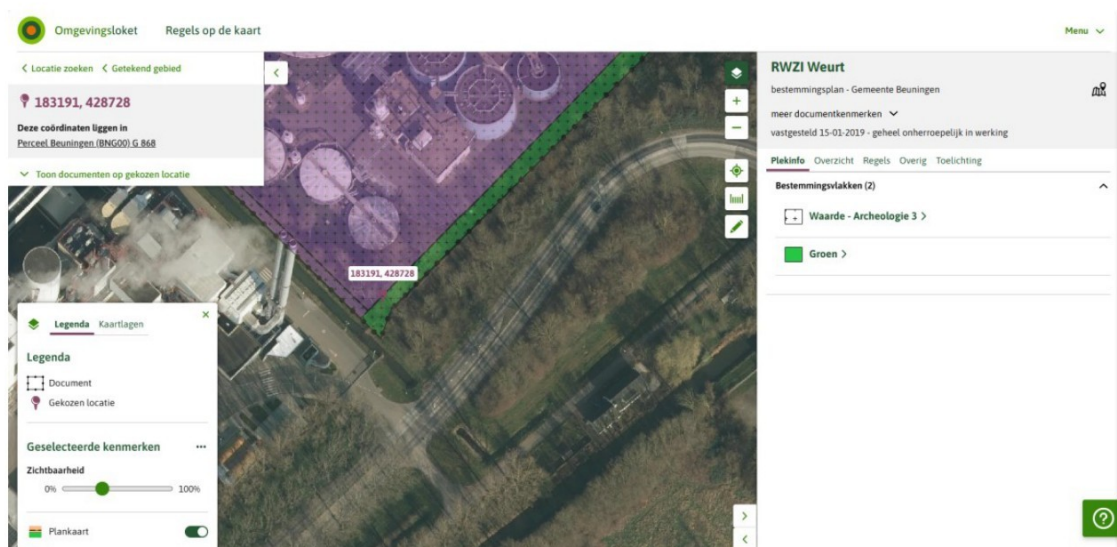 Omgevingsloket
Regels op de kaart
Menu
Locatie zoeken
Getekend gebied
183191, 428728
Deze coördinaten liggen in
Perceel Beuningen (BNG00) G 868
Toon documenten op gekozen locatie
183191, 428728
Legenda
Kaartlagen
Legenda
Document
Gekozen locatie
Geselecteerde kenmerken
Zichtbaarheid
0%
100%
Plankaart
RWZI Weurt
bestemmingsplan - Gemeente Beuningen
meer documentkenmerken
vastgesteld 15-01-2019 - geheel onherroepelijk in werking
Plekinfo Overzicht Regels Overig Toelichting
Bestemmingsvlakken (2)
Waarde - Archeologie 3
Groen